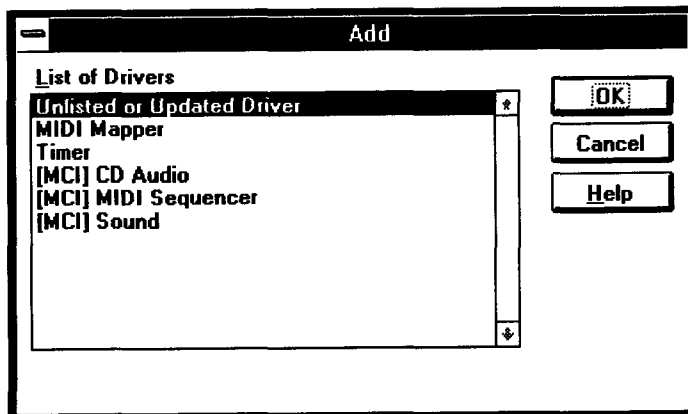 Add
List of Drivers
Unlisted or Updated Driver
MIDI Mapper
Timer
[MCI] CD Audio
[MCI] MIDI Sequencer
[MCI] Sound
OK
Cancel
Help